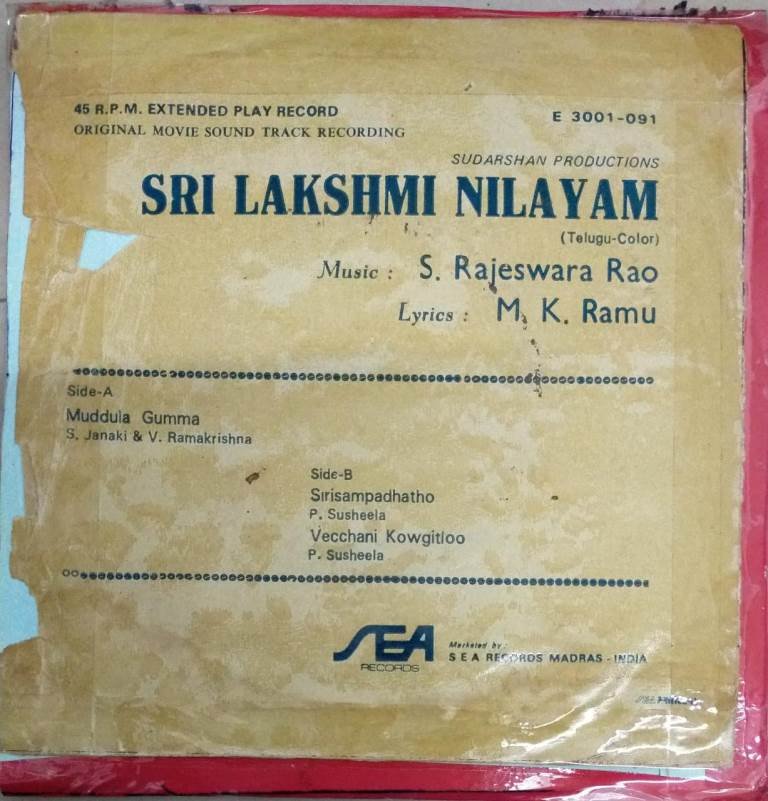 45 R.P.M. EXTENDED PLAY RECORD
E 3001-091
ORIGINAL MOVIE SOUND TRACK RECORDING
SUDARSHAN PRODUCTIONS
SRI LAKSHMI NILAYAM
(Telugu-Color)
Music : S. Rajeswara Rao
Lyrics : M. K. Ramu
Side-A
Muddula Gumma
S. Janaki & V. Ramakrishna
Side-B
Sirisampadhatho
P. Susheela
Vecchani Kowgitloo
P. Susheela
SEA
RECORDS
Marketed by :
S E A RECORDS MADRAS - INDIA